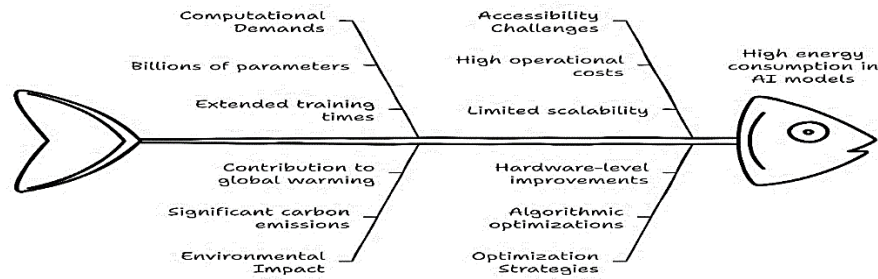 Computational
Demands
Billions of parameters
Extended training
times
Accessibility
Challenges
High operational
costs
Limited scalability
High energy
consumption in
AI models
Contribution to
global warming
Significant carbon
emissions
Environmental
Impact
Hardware-level
improvements
Algorithmic
optimizations
Optimization
Strategies